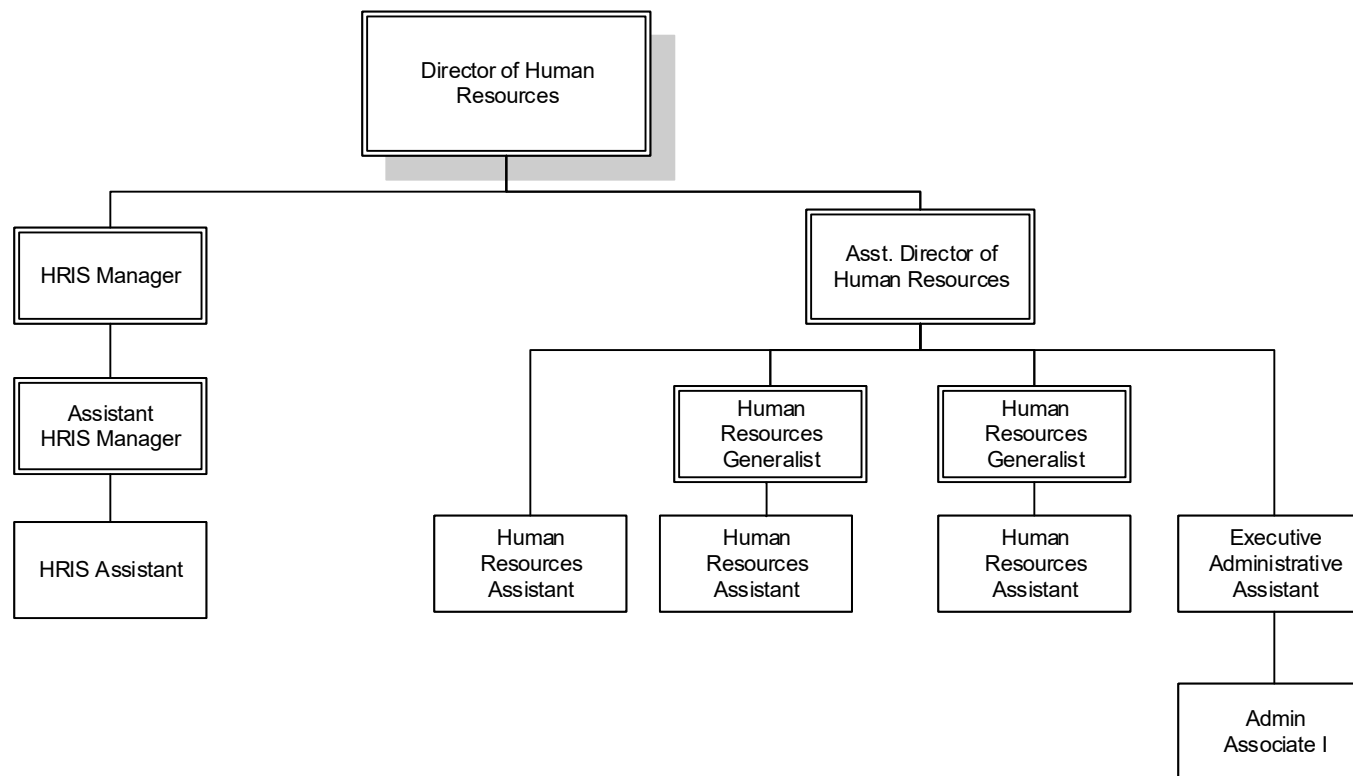 Director of Human
Resources
HRIS Manager
Asst. Director of
Human Resources
Assistant
HRIS Manager
Human
Resources
Generalist
Human
Resources
Generalist
HRIS Assistant
Human
Resources
Assistant
Human
Resources
Assistant
Human
Resources
Assistant
Executive
Administrative
Assistant
Admin
Associate I